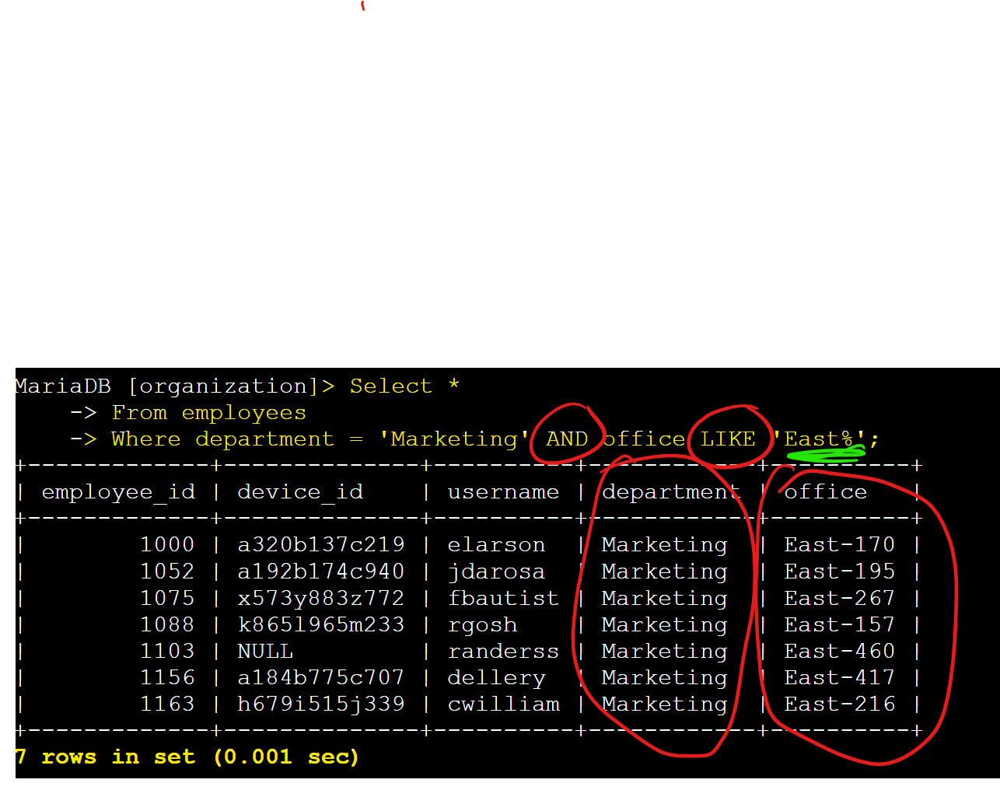 MariaDB [organization]> Select *
    -> From employees
    -> Where department = 'Marketing' AND office LIKE 'East%';
+-------------+--------------+----------+------------+----------+
| employee_id | device_id    | username | department | office   |
+-------------+--------------+----------+------------+----------+
|        1000 | a320b137c219 | elarson  | Marketing  | East-170 |
|        1052 | a192b174c940 | jdarosa  | Marketing  | East-195 |
|        1075 | x573y883z772 | fbautist | Marketing  | East-267 |
|        1088 | k865l965m233 | rgosh    | Marketing  | East-157 |
|        1103 | NULL         | randerss | Marketing  | East-460 |
|        1156 | a184b775c707 | dellery  | Marketing  | East-417 |
|        1163 | h679i515j339 | cwilliam | Marketing  | East-216 |
+-------------+--------------+----------+------------+----------+
7 rows in set (0.001 sec)